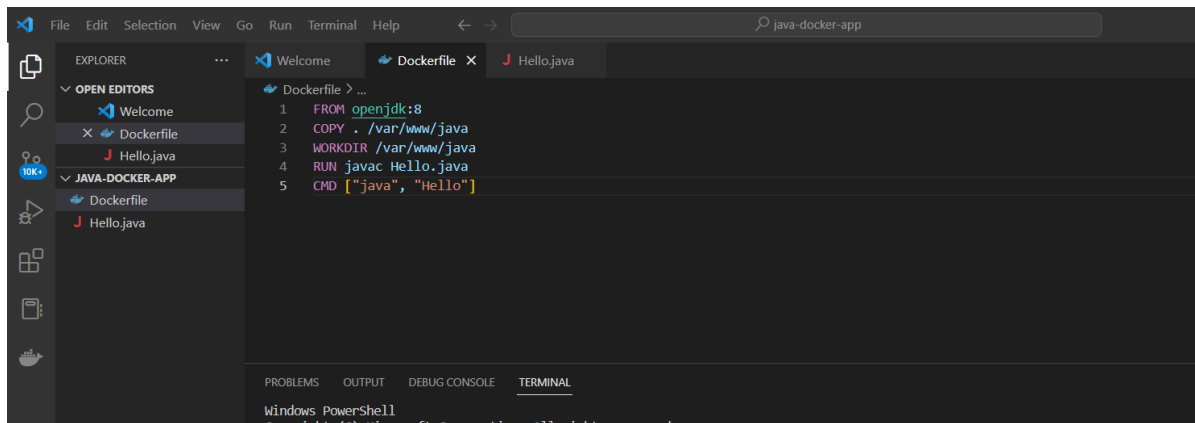 File Edit Selection View Go Run Terminal Help
java-docker-app
EXPLORER
Welcome
Dockerfile
Hello.java
OPEN EDITORS
Welcome
Dockerfile
Hello.java
10K+
JAVA-DOCKER-APP
Dockerfile
Hello.java
Dockerfile > ...
1 FROM openjdk:8
2 COPY . /var/www/java
3 WORKDIR /var/www/java
4 RUN javac Hello.java
5 CMD ["java", "Hello"]
PROBLEMS OUTPUT DEBUG CONSOLE TERMINAL
Windows PowerShell